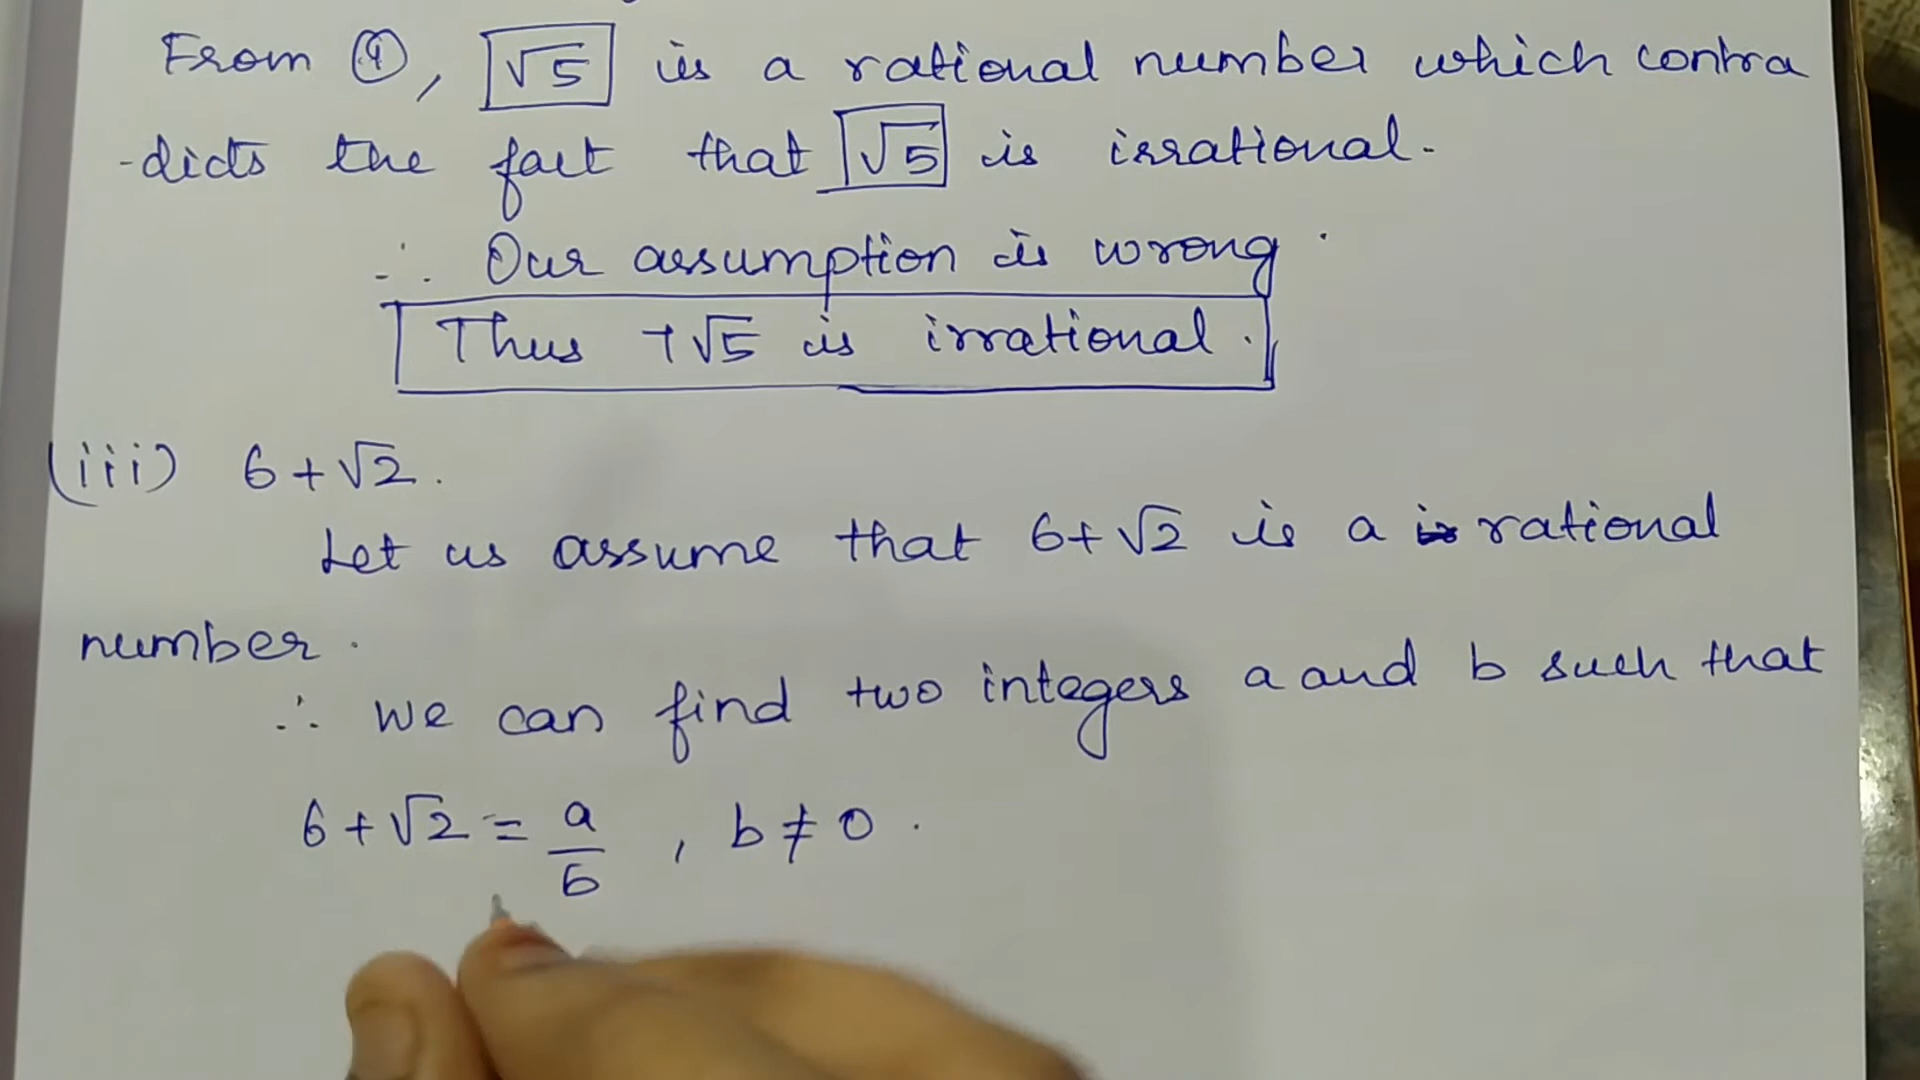 From ①, √5 is a rational number which contra
-dicts the fact that √5 is irrational.
∴ Our assumption is wrong.
Thus 7√5 is irrational.
(iii) 6+√2.
Let us assume that 6+√2 is a rational
number.
∴ we can find two integers a and b such that
6+√2 = a/b , b ≠ 0.